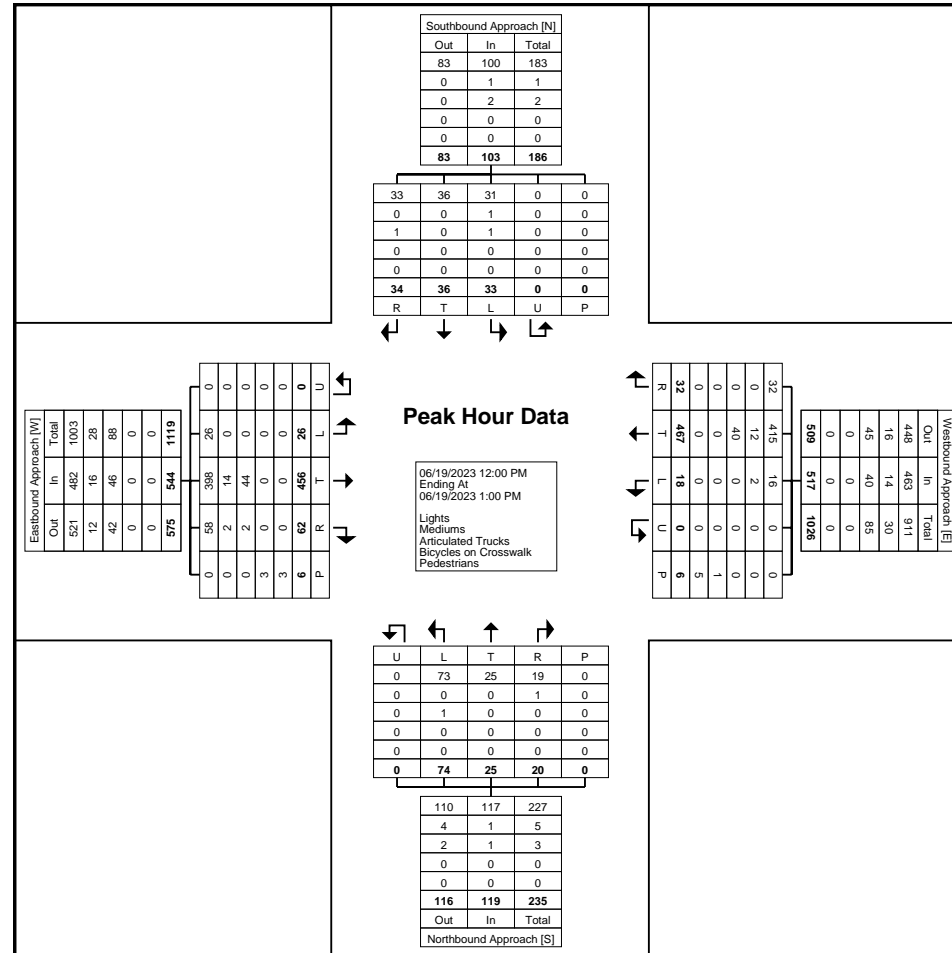 Southbound Approach [N]
Out In Total
83 100 183
0 1 1
0 2 2
0 0 0
0 0 0
83 103 186
33 36 31 0 0
0 0 1 0 0
1 0 1 0 0
0 0 0 0 0
0 0 0 0 0
34 36 33 0 0
R T L U P
Eastbound Approach [W]
Out In Total
521 482 1003
12 16 28
42 46 88
0 0 0
0 0 0
575 544 1119
0 58 398 26 0
0 2 14 0 0
0 2 44 0 0
3 0 0 0 0
3 0 0 0 0
6 62 456 26 0
P R T L U
Peak Hour Data
06/19/2023 12:00 PM
Ending At
06/19/2023 1:00 PM
Lights
Mediums
Articulated Trucks
Bicycles on Crosswalk
Pedestrians
Westbound Approach [E]
Out In Total
448 463 911
16 14 30
45 40 85
0 0 0
0 0 0
509 517 1026
32 415 16 0 0
0 12 2 0 0
0 40 0 0 0
0 0 0 0 1
0 0 0 0 5
32 467 18 0 6
R T L U P
U L T R P
0 73 25 19 0
0 0 0 1 0
0 1 0 0 0
0 0 0 0 0
0 0 0 0 0
0 74 25 20 0
110 117 227
4 1 5
2 1 3
0 0 0
0 0 0
116 119 235
Out In Total
Northbound Approach [S]